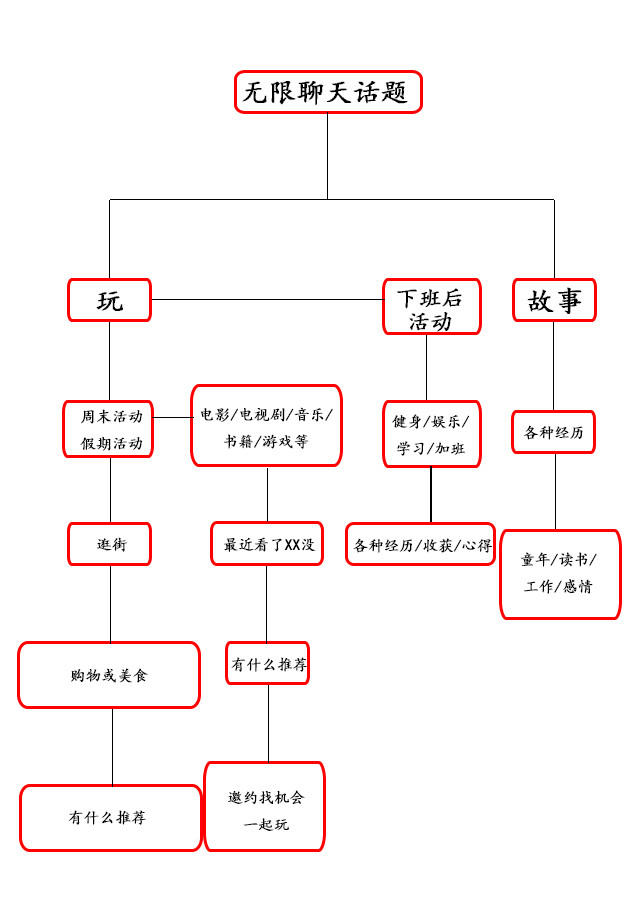 无限聊天话题
玩
下班后
活动
故事
周末活动
假期活动
电影/电视剧/音乐/
书籍/游戏等
健身/娱乐/
学习/加班
各种经历
逛街
最近看了XX没
各种经历/收获/心得
童年/读书/
工作/感情
购物或美食
有什么推荐
有什么推荐
邀约找机会
一起玩